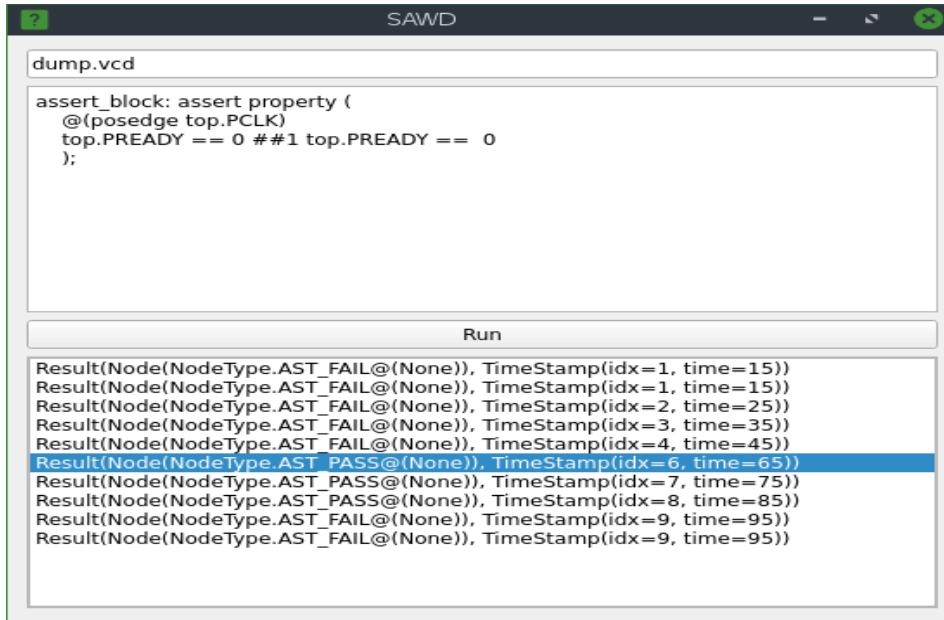 SAWD
dump.vcd
assert_block: assert property (
@(posedge top.PCLK)
top.PREADY == 0 ##1 top.PREADY ==  0
);
Run
Result(Node(NodeType.AST_FAIL@(None)), TimeStamp(idx=1, time=15))
Result(Node(NodeType.AST_FAIL@(None)), TimeStamp(idx=1, time=15))
Result(Node(NodeType.AST_FAIL@(None)), TimeStamp(idx=2, time=25))
Result(Node(NodeType.AST_FAIL@(None)), TimeStamp(idx=3, time=35))
Result(Node(NodeType.AST_FAIL@(None)), TimeStamp(idx=4, time=45))
Result(Node(NodeType.AST_PASS@(None)), TimeStamp(idx=6, time=65))
Result(Node(NodeType.AST_PASS@(None)), TimeStamp(idx=7, time=75))
Result(Node(NodeType.AST_PASS@(None)), TimeStamp(idx=8, time=85))
Result(Node(NodeType.AST_FAIL@(None)), TimeStamp(idx=9, time=95))
Result(Node(NodeType.AST_FAIL@(None)), TimeStamp(idx=9, time=95))